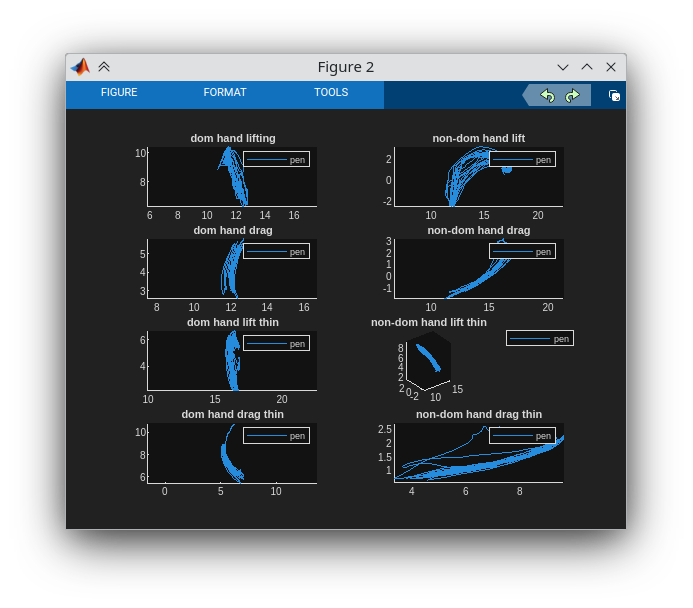 Figure 2
FIGURE FORMAT TOOLS
dom hand lifting
pen
10
8
6 8 10 12 14 16
non-dom hand lift
pen
2
0
-2
10 15 20
dom hand drag
pen
5
4
3
8 10 12 14 16
non-dom hand drag
pen
3
2
1
0
-1
10 15 20
dom hand lift thin
pen
6
4
10 15 20
non-dom hand lift thin
pen
8
6
4
2
2 0 -2 10 15
dom hand drag thin
pen
10
8
6
0 5 10
non-dom hand drag thin
pen
2.5
2
1.5
1
4 6 8